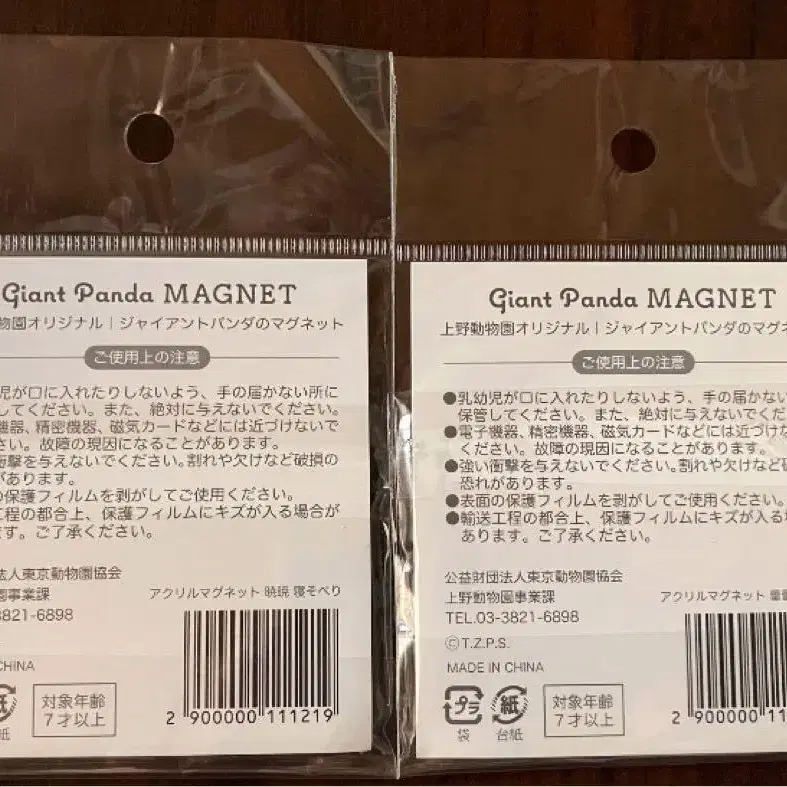 Giant Panda MAGNET
物園オリジナル | ジャイアントパンダのマグネット
ご使用上の注意
児が口に入れたりしないよう、手の届かない所に
してください。また、絶対に与えないでください。
機器、精密機器、磁気カードなどには近づけないで
さい。故障の現因になることがあります。
衝撃を与えないでください。割れや欠けなど破損の
があります。
の保護フィルムを剥がしてご使用ください。
工程の都合上、保護フィルムにキズが入る場合が
ます。ご了承ください。
法人東京動物園協会
園事業課
アクリルマグネット 暁暁 寝そべり
3821-6898
CHINA
紙
対象年齢
7才以上
2 900000 111219
Giant Panda MAGNET
上野動物園オリジナル | ジャイアントパンダのマグネ
ご使用上の注意
●乳幼児が口に入れたりしないよう、手の届かない
保管してください。また、絶対に与えないでくだ
●電子機器、精密機器、磁気カードなどには近づけな
ください。故障の現因になることがあります。
●強い衝撃を与えないでください。割れや欠けなど破
恐れがあります。
●表面の保護フィルムを剥がしてご使用ください。
●輸送工程の都合上、保護フィルムにキズが入る場
あります。ご了承ください。
公益財団法人東京動物園協会
上野動物園事業課
アクリルマグネット 蕾蕾
TEL.03-3821-6898
©T.Z.P.S.
MADE IN CHINA
プラ
袋
紙
台紙
対象年齢
7才以上
2 900000 11